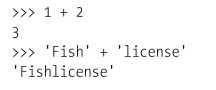 >>> 1 + 2
3
>>> 'Fish' + 'license'
'Fishlicense'